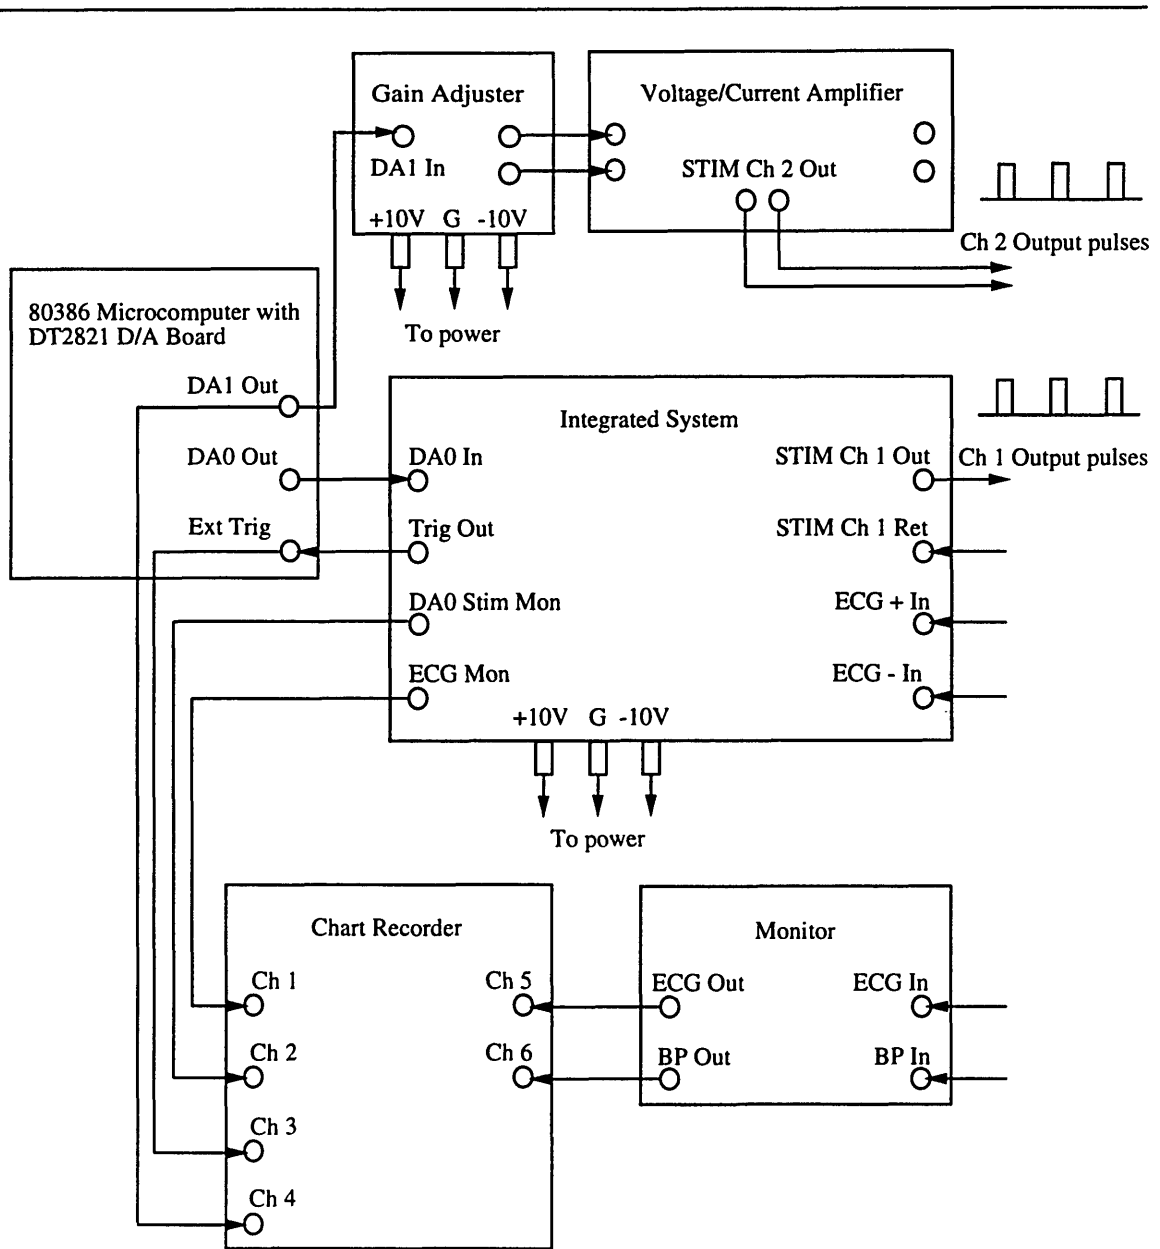 Gain Adjuster
DA1 In
+10V G -10V
To power
Voltage/Current Amplifier
STIM Ch 2 Out
Ch 2 Output pulses
80386 Microcomputer with
DT2821 D/A Board
DA1 Out
DA0 Out
Ext Trig
Integrated System
DA0 In
Trig Out
DA0 Stim Mon
ECG Mon
STIM Ch 1 Out
STIM Ch 1 Ret
ECG + In
ECG - In
+10V G -10V
To power
Ch 1 Output pulses
Chart Recorder
Ch 1
Ch 2
Ch 3
Ch 4
Ch 5
Ch 6
Monitor
ECG Out
BP Out
ECG In
BP In